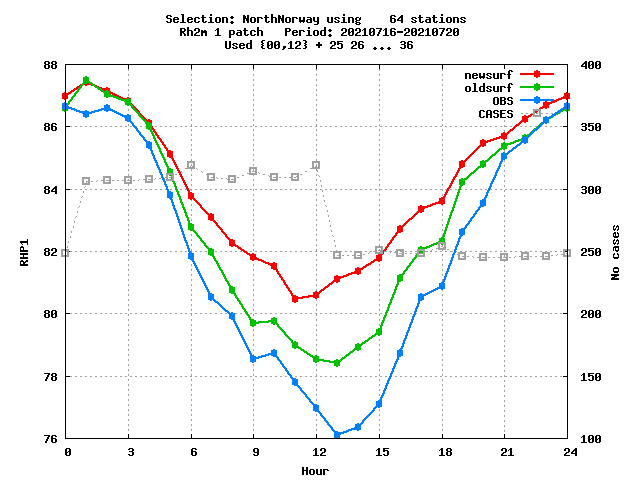 Selection: NorthNorway using    64 stations
Rh2m 1 patch   Period: 20210716-20210720
Used {00,12} + 25 26 ... 36
88
86
84
82
80
78
76
RHP1
400
350
300
250
200
150
100
No cases
newsurf
oldsurf
OBS
CASES
0 3 6 9 12 15 18 21 24
Hour